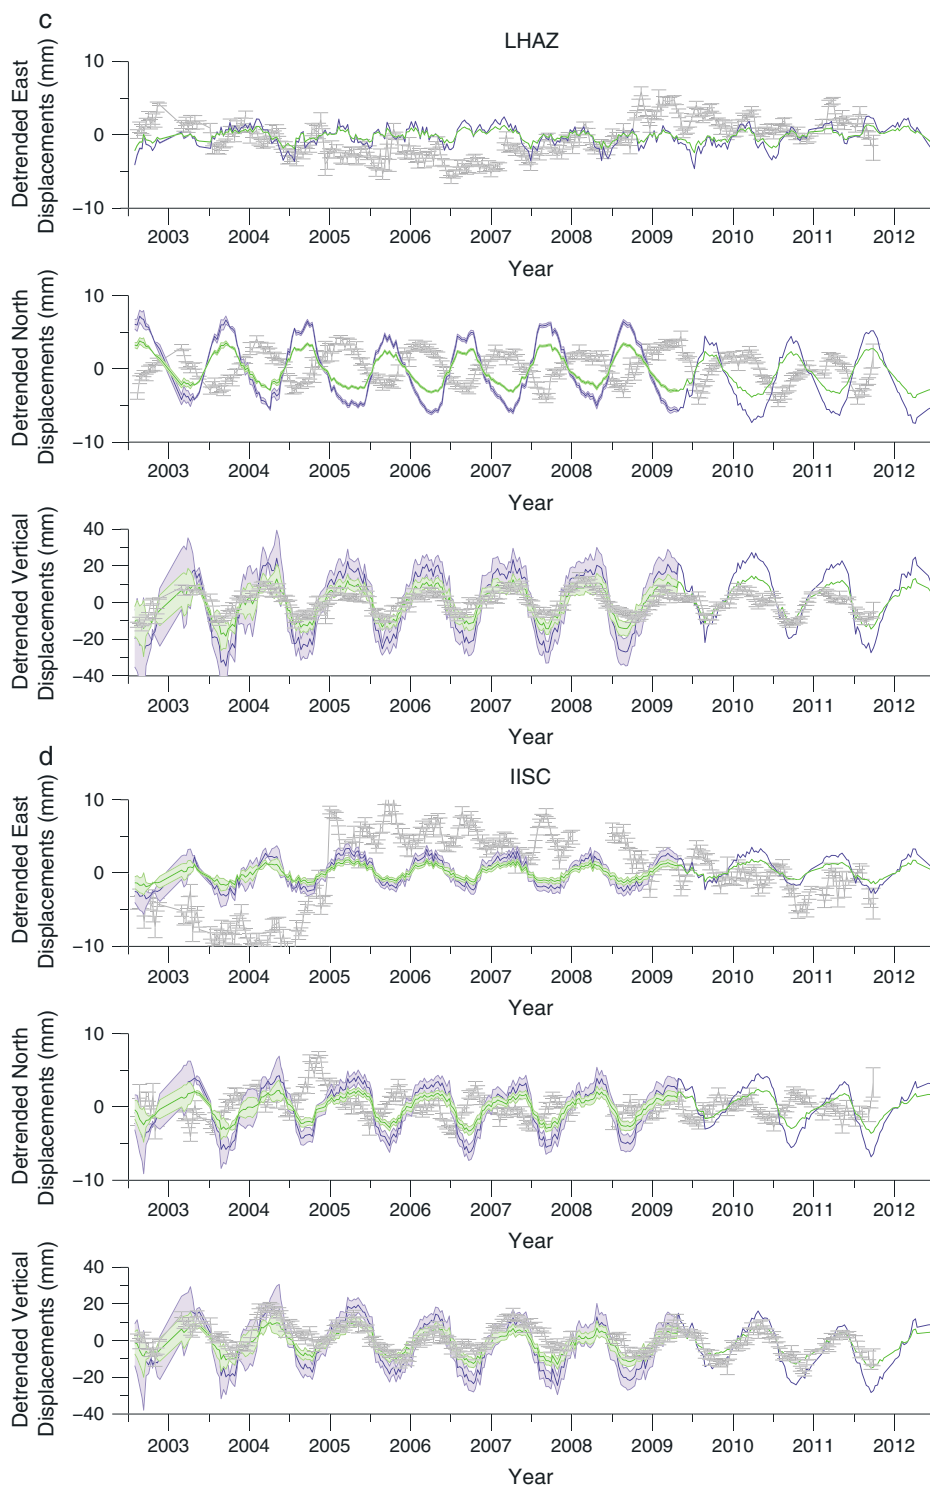 c
LHAZ
Detrended East
Displacements (mm)
10
0
−10
2003 2004 2005 2006 2007 2008 2009 2010 2011 2012
Year
Detrended North
Displacements (mm)
10
0
−10
2003 2004 2005 2006 2007 2008 2009 2010 2011 2012
Year
Detrended Vertical
Displacements (mm)
40
20
0
−20
−40
2003 2004 2005 2006 2007 2008 2009 2010 2011 2012
Year
d
IISC
Detrended East
Displacements (mm)
10
0
−10
2003 2004 2005 2006 2007 2008 2009 2010 2011 2012
Year
Detrended North
Displacements (mm)
10
0
−10
2003 2004 2005 2006 2007 2008 2009 2010 2011 2012
Year
Detrended Vertical
Displacements (mm)
40
20
0
−20
−40
2003 2004 2005 2006 2007 2008 2009 2010 2011 2012
Year